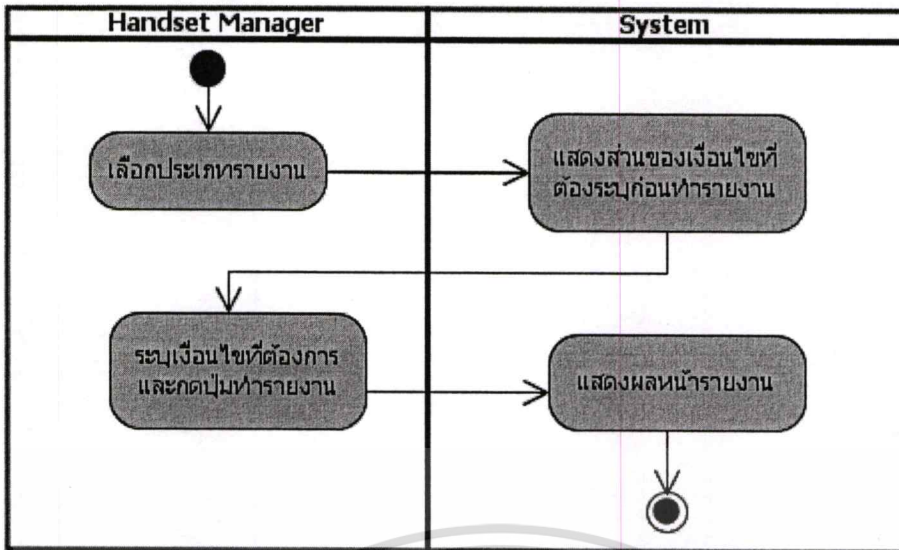 Handset Manager
System
เลือกประเภทรายงาน
แสดงส่วนของเงื่อนไขที่
ต้องระบุก่อนทำรายงาน
ระบุเงื่อนไขที่ต้องการ
และกดปุ่มทำรายงาน
แสดงผลหน้ารายงาน